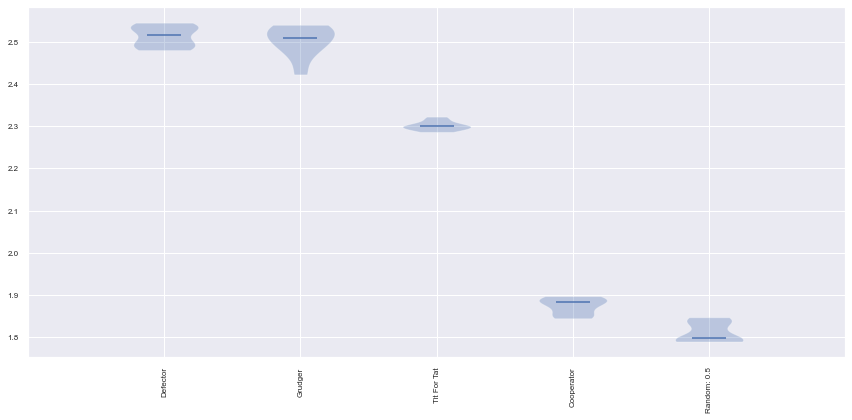 2.5
2.4
2.3
2.2
2.1
2.0
1.9
1.8
Defector
Grudger
Tit For Tat
Cooperator
Random: 0.5